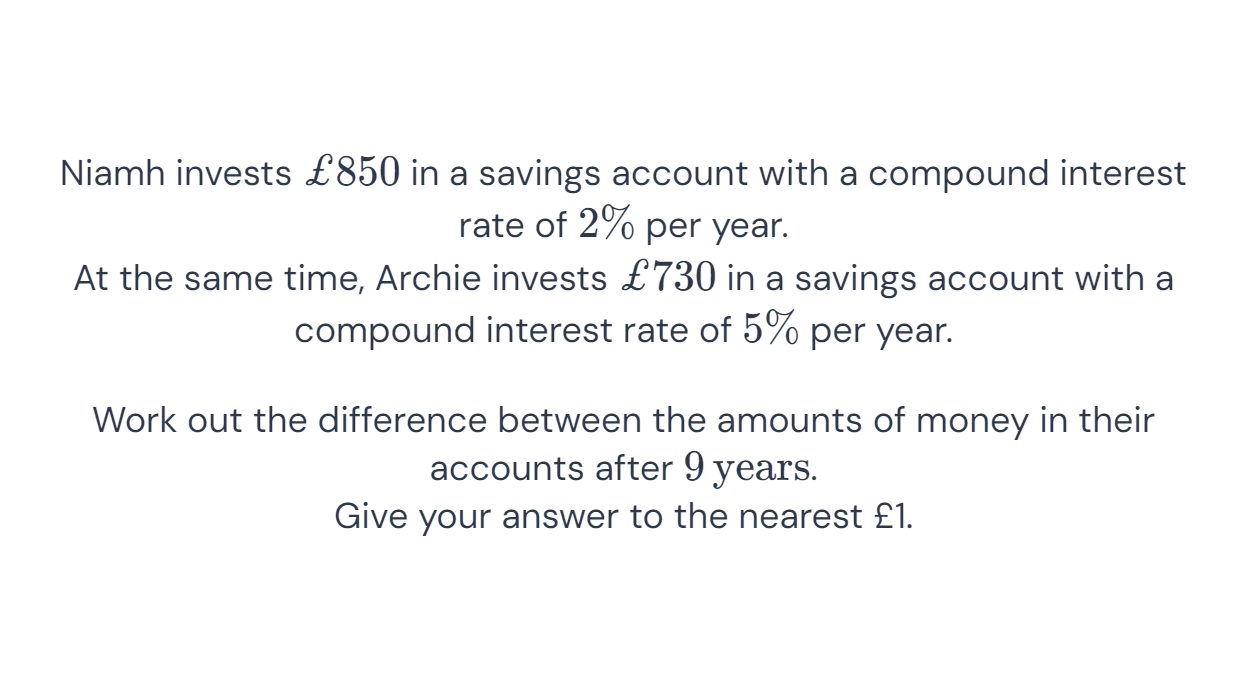 Niamh invests £850 in a savings account with a compound interest
rate of 2% per year.
At the same time, Archie invests £730 in a savings account with a
compound interest rate of 5% per year.
Work out the difference between the amounts of money in their
accounts after 9 years.
Give your answer to the nearest £1.